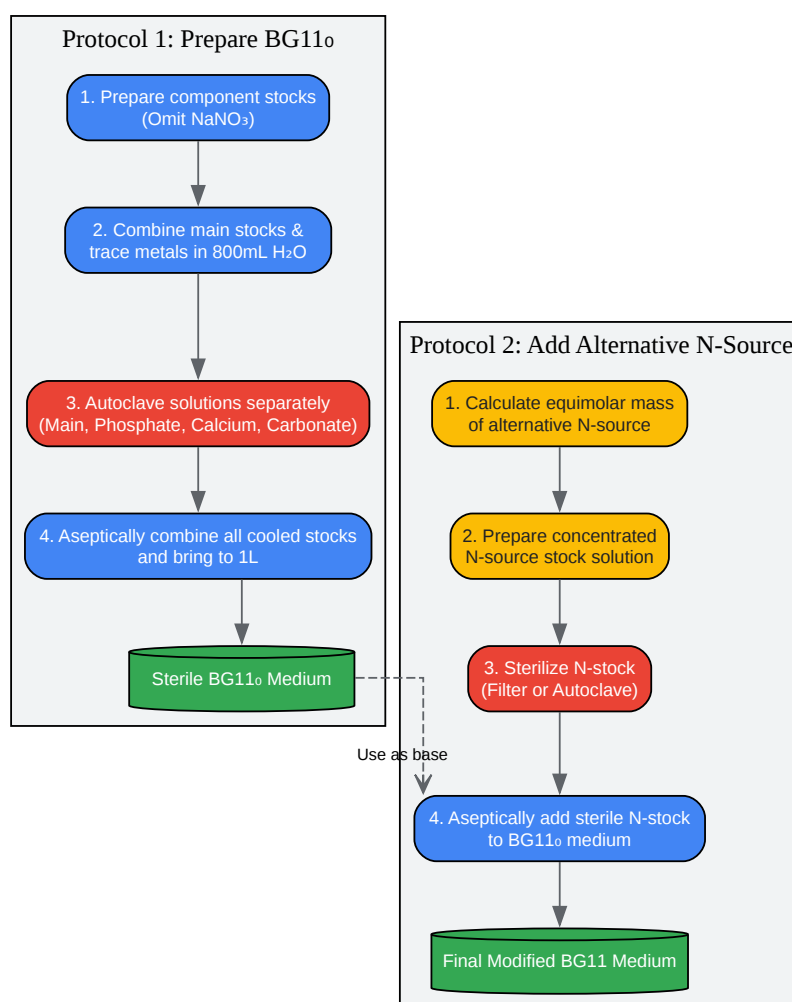 Protocol 1: Prepare BG11₀
1. Prepare component stocks
(Omit NaNO₃)
2. Combine main stocks &
trace metals in 800mL H₂O
3. Autoclave solutions separately
(Main, Phosphate, Calcium, Carbonate)
4. Aseptically combine all cooled stocks
and bring to 1L
Sterile BG11₀ Medium
Use as base
Protocol 2: Add Alternative N-Source
1. Calculate equimolar mass
of alternative N-source
2. Prepare concentrated
N-source stock solution
3. Sterilize N-stock
(Filter or Autoclave)
4. Aseptically add sterile N-stock
to BG11₀ medium
Final Modified BG11 Medium